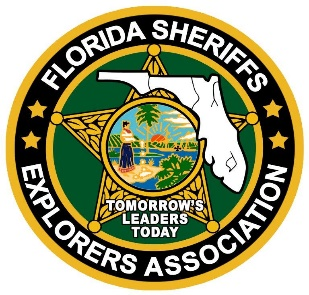 FLORIDA SHERIFFS
TOMORROW'S
LEADERS
TODAY
EXPLORERS ASSOCIATION